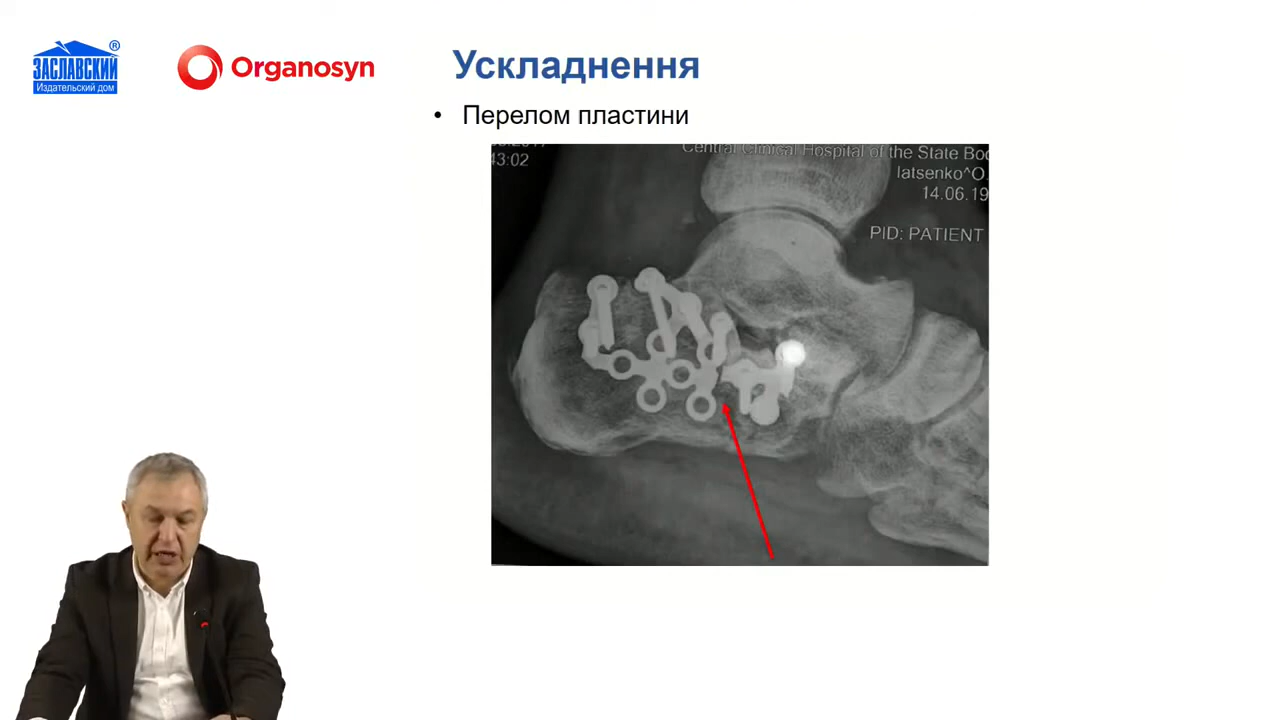 ЗАСЛАВСКИЙ
®
Издательский дом
Organosyn
Ускладнення
• Перелом пластини
43:02
Central Clinical Hospital of the State Bod
Iatsenko^O.
14.06.19
PID: PATIENT